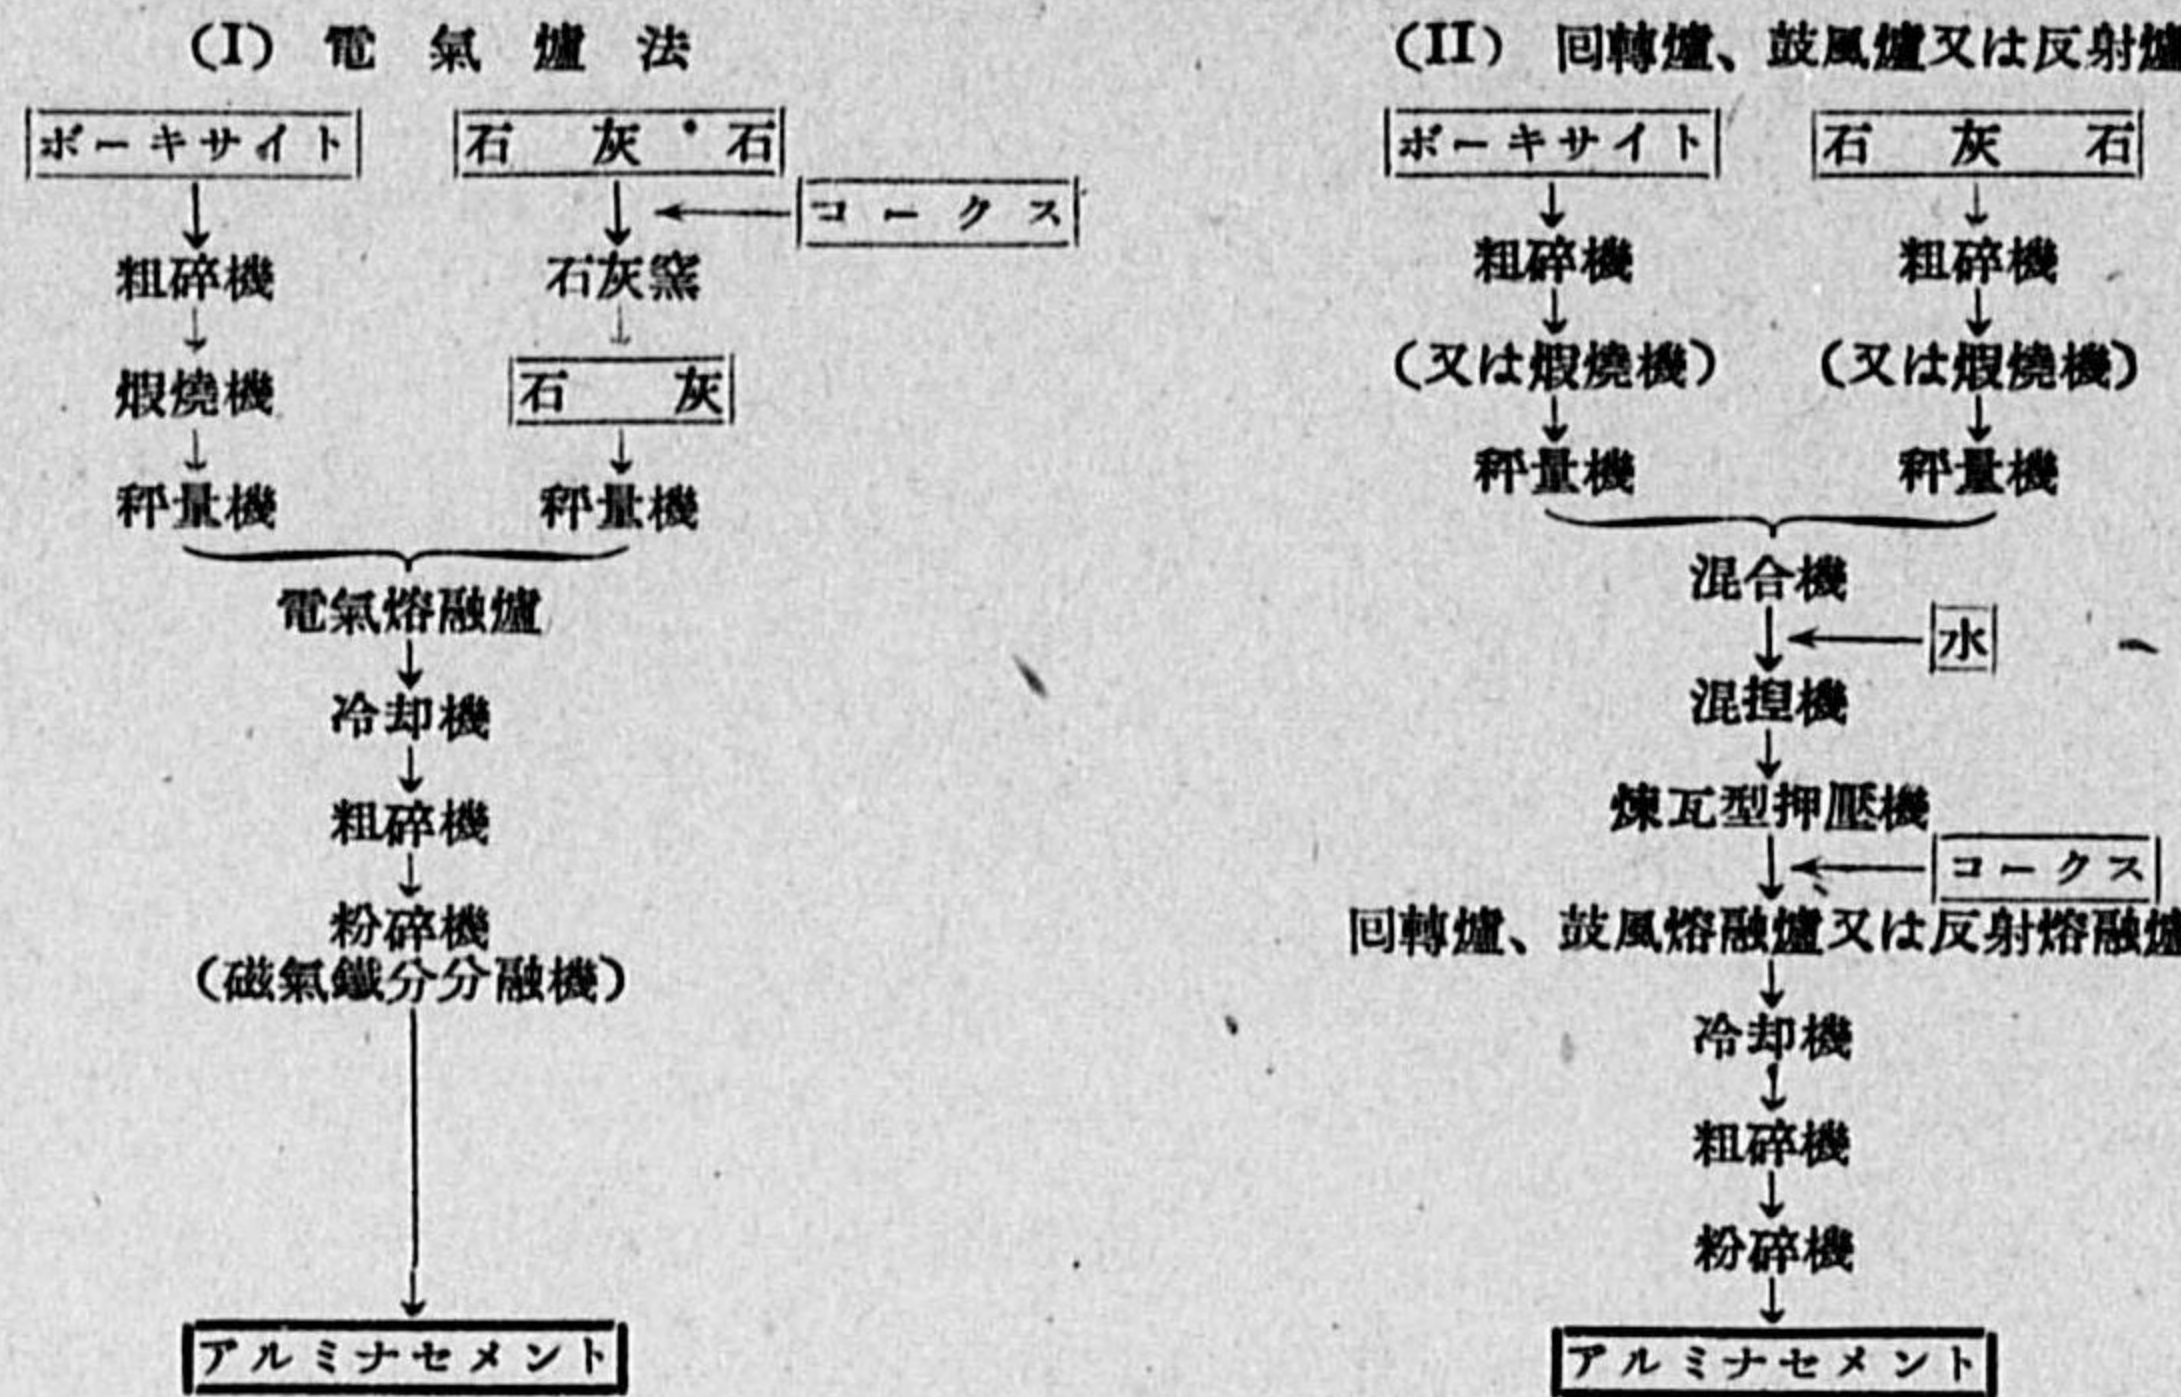 (I) 電氣爐法
ボーキサイト
石灰石
コークス
粗碎機
石灰窯
煆燒機
石灰
秤量機
秤量機
電氣熔融爐
冷却機
粗碎機
粉碎機
(磁氣鐵分分融機)
アルミナセメント
(II) 回轉爐、鼓風爐又は反射爐
ボーキサイト
石灰石
粗碎機
粗碎機
(又は煆燒機)
(又は煆燒機)
秤量機
秤量機
混合機
水
混捏機
煉瓦型押壓機
コークス
回轉爐、鼓風熔融爐又は反射熔融爐
冷却機
粗碎機
粉碎機
アルミナセメント